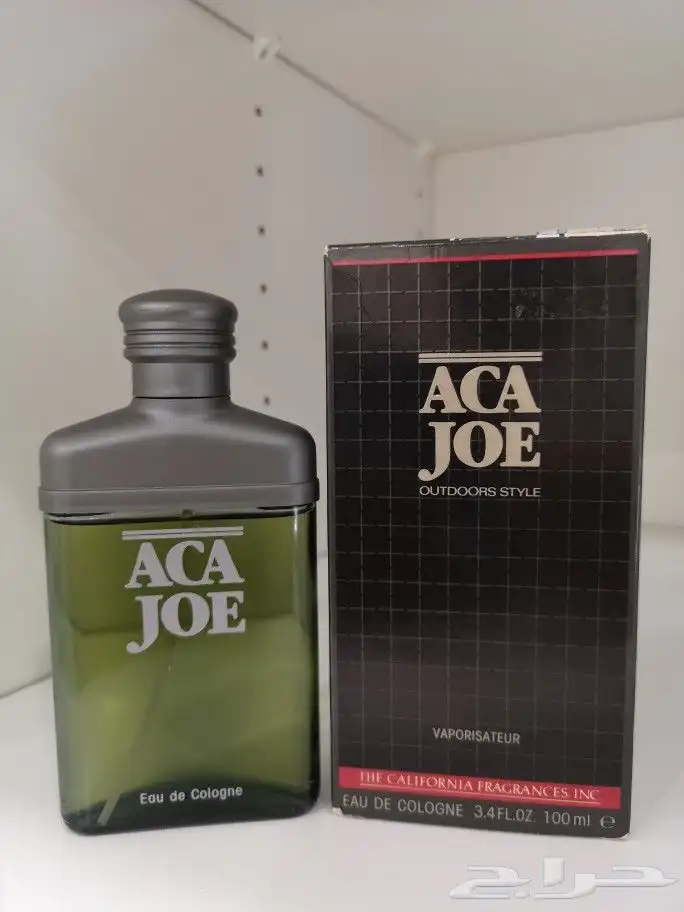 ACA
JOE
Eau de Cologne
ACA
JOE
OUTDOORS STYLE
VAPORISATEUR
THE CALIFORNIA FRAGRANCES INC
EAU DE COLOGNE 3.4FL.OZ. 100ml ℮
حراج